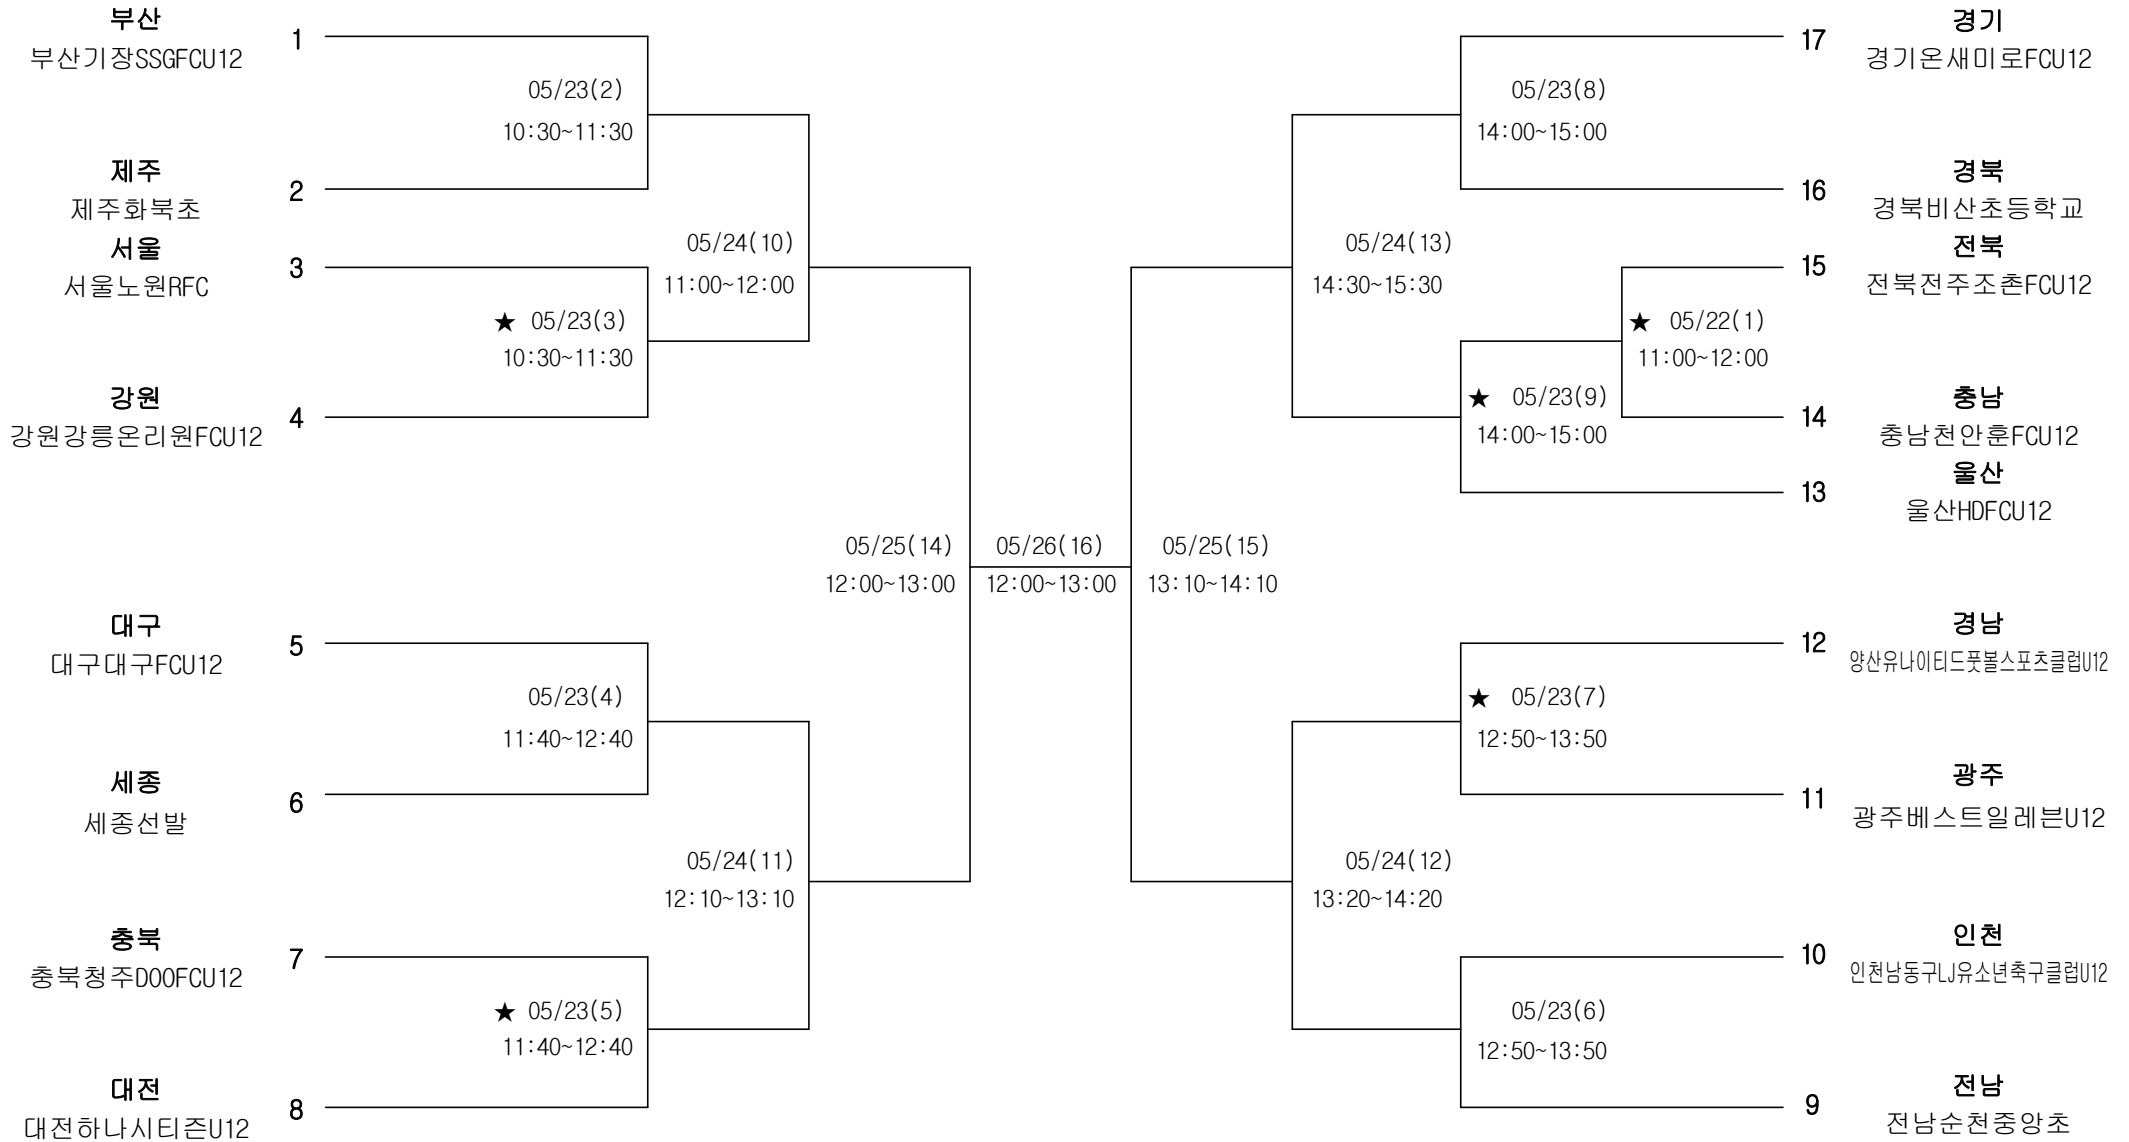 부산
부산기장SSGFCU12
1
05/23(2)
10:30~11:30
제주
제주화북초
2
서울
서울노원RFC
3
05/24(10)
11:00~12:00
★ 05/23(3)
10:30~11:30
강원
강원강릉온리원FCU12
4
05/25(14)
12:00~13:00
대구
대구대구FCU12
5
05/23(4)
11:40~12:40
세종
세종선발
6
05/24(11)
12:10~13:10
충북
충북청주DOOFCU12
7
★ 05/23(5)
11:40~12:40
대전
대전하나시티즌U12
8
05/26(16)
12:00~13:00
17
경기
경기온새미로FCU12
05/23(8)
14:00~15:00
16
경북
경북비산초등학교
05/24(13)
14:30~15:30
15
전북
전북전주조촌FCU12
★ 05/22(1)
11:00~12:00
★ 05/23(9)
14:00~15:00
14
충남
충남천안훈FCU12
13
울산
울산HDFCU12
05/25(15)
13:10~14:10
12
경남
양산유나이티드풋볼스포츠클럽U12
★ 05/23(7)
12:50~13:50
11
광주
광주베스트일레븐U12
05/24(12)
13:20~14:20
10
인천
인천남동구LJ유소년축구클럽U12
05/23(6)
12:50~13:50
9
전남
전남순천중앙초